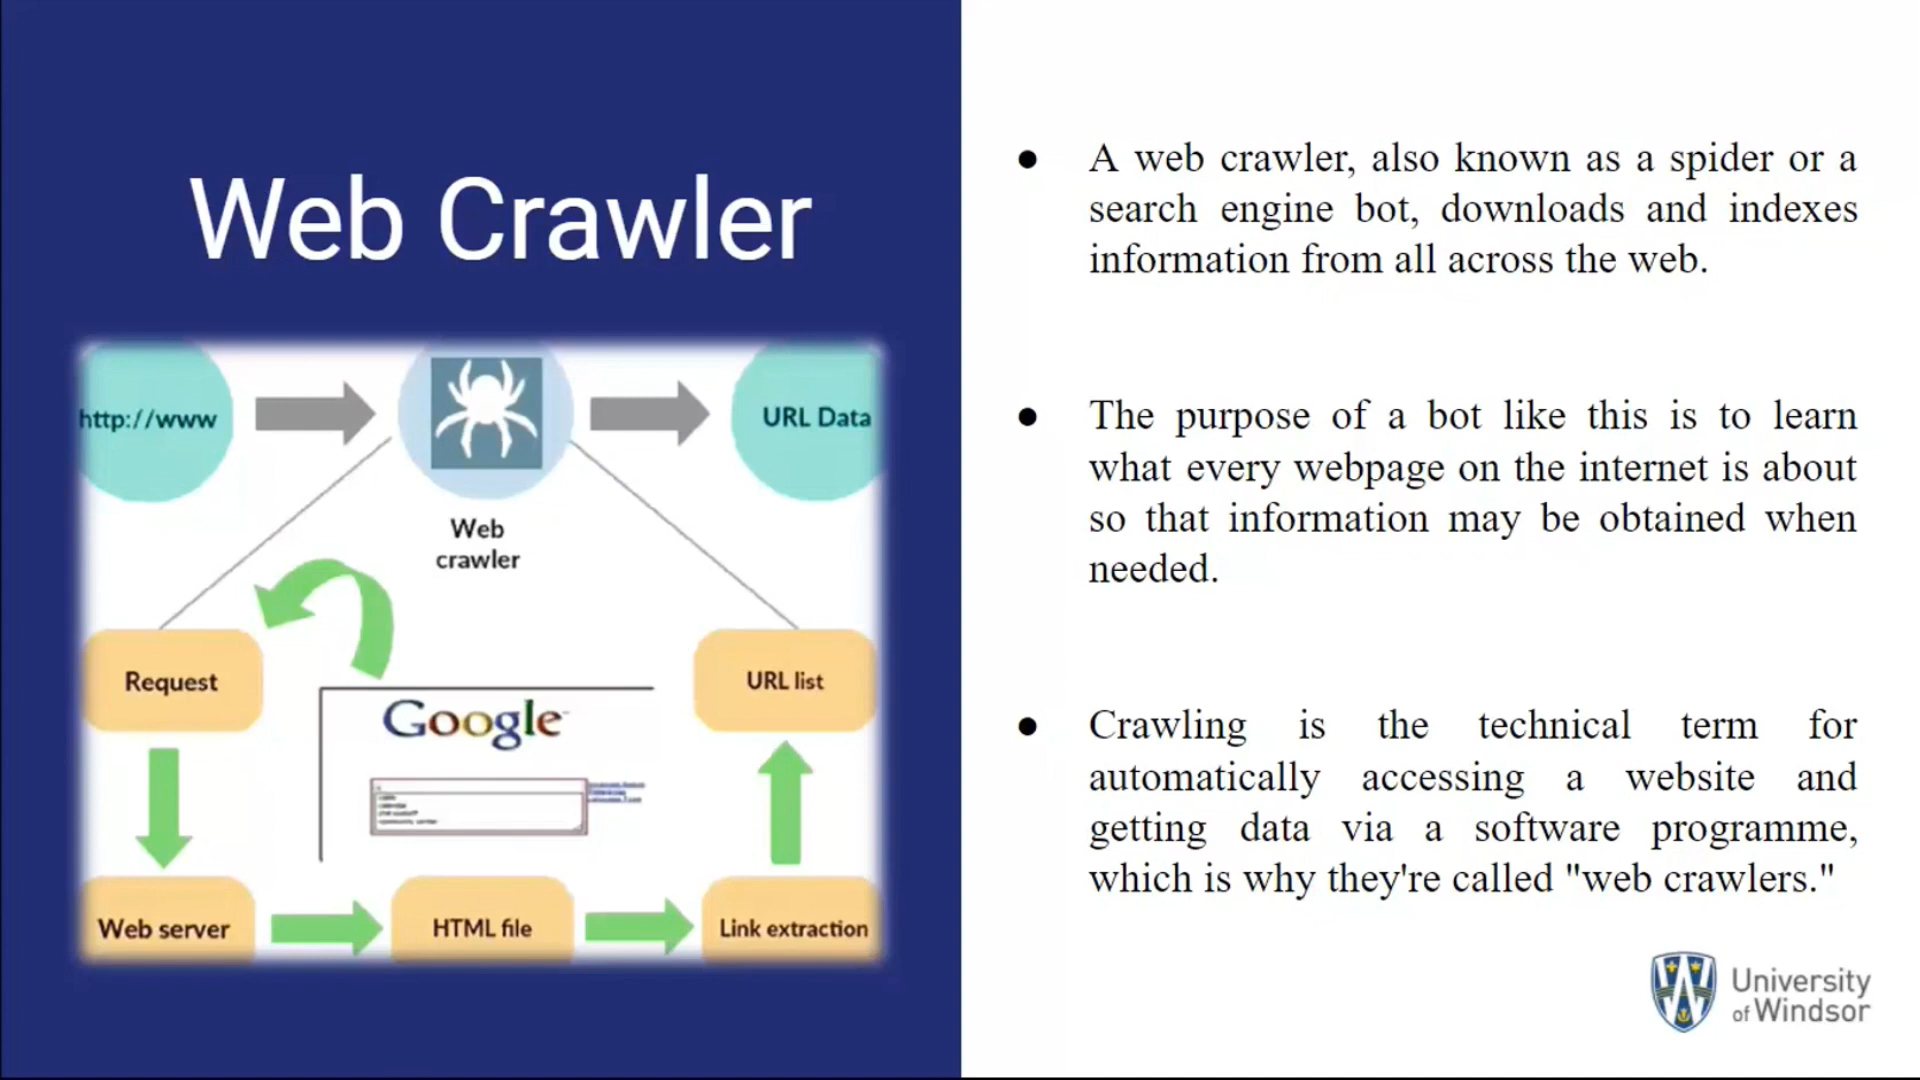 Web Crawler
http://www
URL Data
Web
crawler
Request
URL list
Google
Web server
HTML file
Link extraction
● A web crawler, also known as a spider or a
search engine bot, downloads and indexes
information from all across the web.
● The purpose of a bot like this is to learn
what every webpage on the internet is about
so that information may be obtained when
needed.
● Crawling is the technical term for
automatically accessing a website and
getting data via a software programme,
which is why they're called "web crawlers."
University
of Windsor